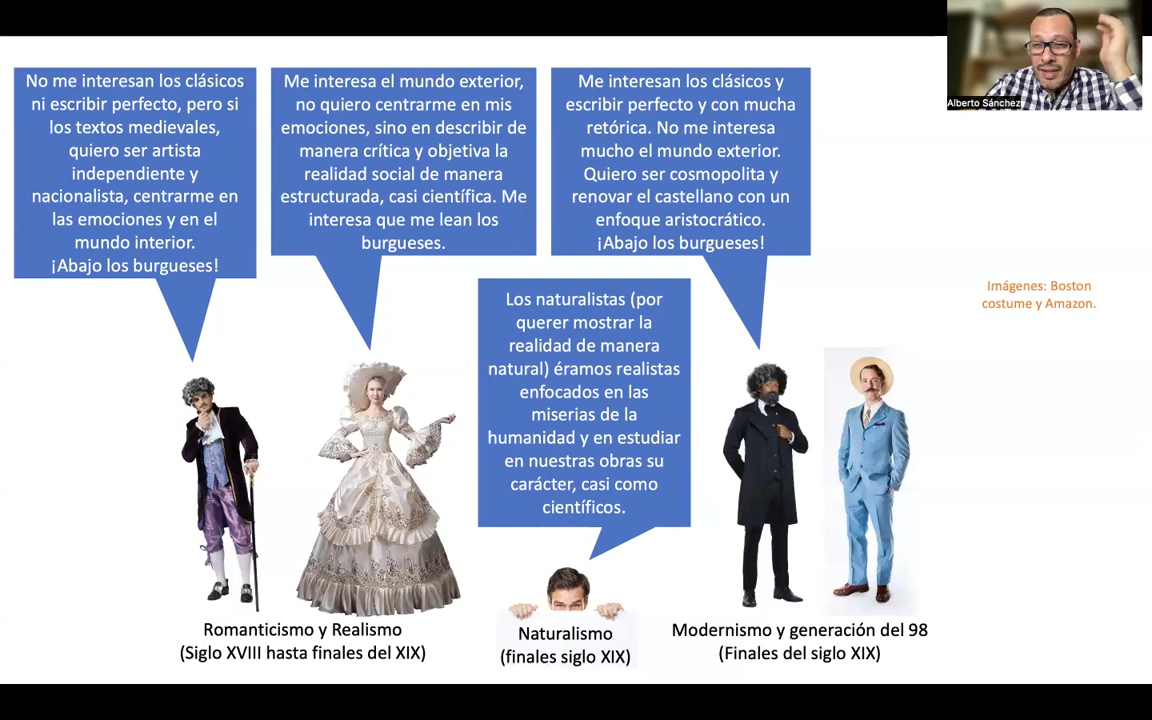 No me interesan los clásicos
ni escribir perfecto, pero si
los textos medievales,
quiero ser artista
independiente y
nacionalista, centrarme en
las emociones y en el
mundo interior.
¡Abajo los burgueses!
Me interesa el mundo exterior,
no quiero centrarme en mis
emociones, sino en describir de
manera crítica y objetiva la
realidad social de manera
estructurada, casi científica. Me
interesa que me lean los
burgueses.
Me interesan los clásicos y
escribir perfecto y con mucha
retórica. No me interesa
mucho el mundo exterior.
Quiero ser cosmopolita y
renovar el castellano con un
enfoque aristocrático.
¡Abajo los burgueses!
Alberto Sánchez
Imágenes: Boston
costume y Amazon.
Los naturalistas (por
querer mostrar la
realidad de manera
natural) éramos realistas
enfocados en las
miserias de la
humanidad y en estudiar
en nuestras obras su
carácter, casi como
científicos.
Romanticismo y Realismo
(Siglo XVIII hasta finales del XIX)
Naturalismo
(finales siglo XIX)
Modernismo y generación del 98
(Finales del siglo XIX)